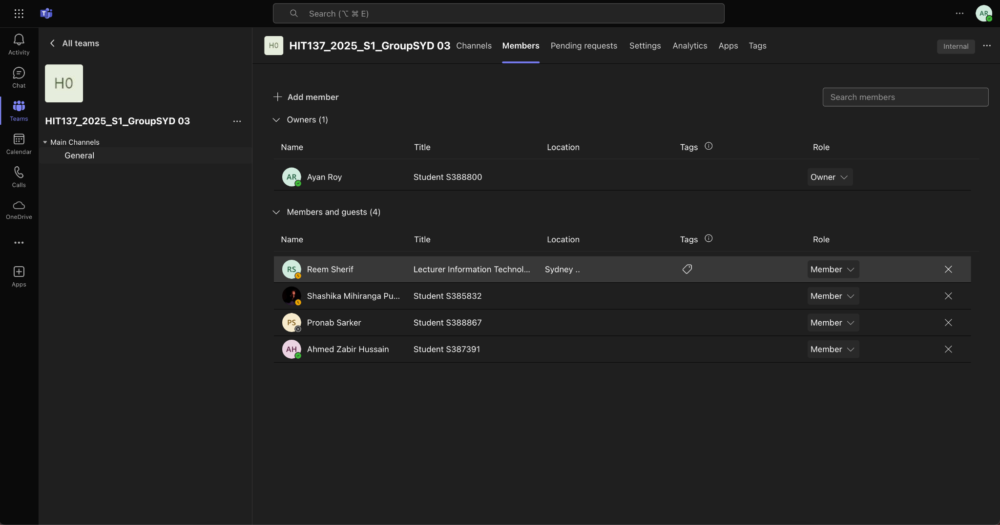 Search (⌥ ⌘ E)
AR
Activity
Chat
Teams
Calendar
Calls
OneDrive
Apps
All teams
H0
HIT137_2025_S1_GroupSYD 03
Main Channels
General
H0 HIT137_2025_S1_GroupSYD 03 Channels Members Pending requests Settings Analytics Apps Tags Internal
Add member Search members
Owners (1)
Name Title Location Tags Role
AR Ayan Roy Student S388800 Owner
Members and guests (4)
Name Title Location Tags Role
RS Reem Sherif Lecturer Information Technol... Sydney .. Member
Shashika Mihiranga Pu... Student S385832 Member
PS Pronab Sarker Student S388867 Member
AH Ahmed Zabir Hussain Student S387391 Member